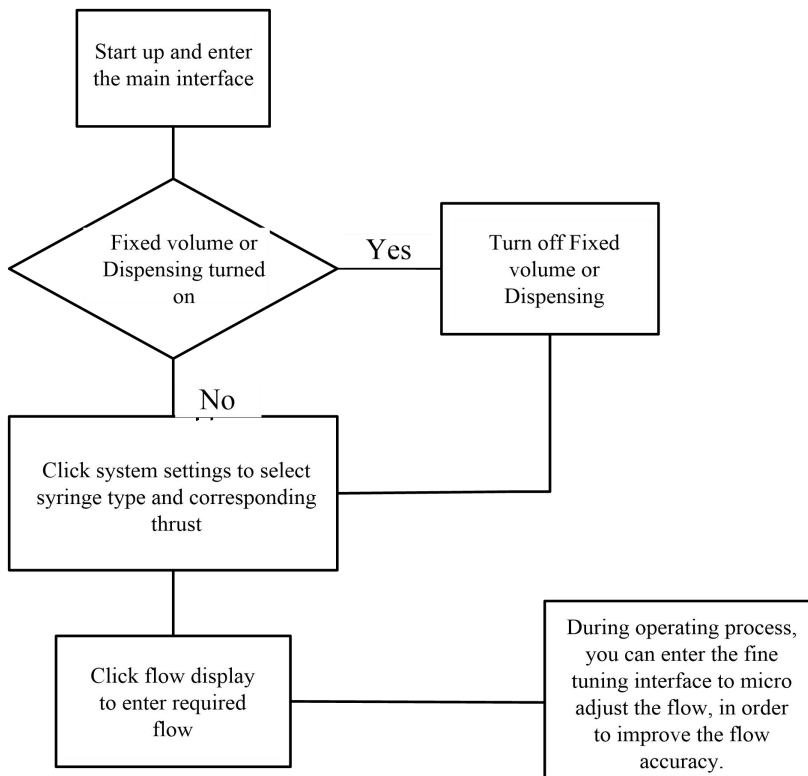 Start up and enter
the main interface
Fixed volume or
Dispensing turned
on
Yes
Turn off Fixed
volume or
Dispensing
No
Click system settings to select
syringe type and corresponding
thrust
Click flow display
to enter required
flow
During operating process,
you can enter the fine
tuning interface to micro
adjust the flow, in order
to improve the flow
accuracy.